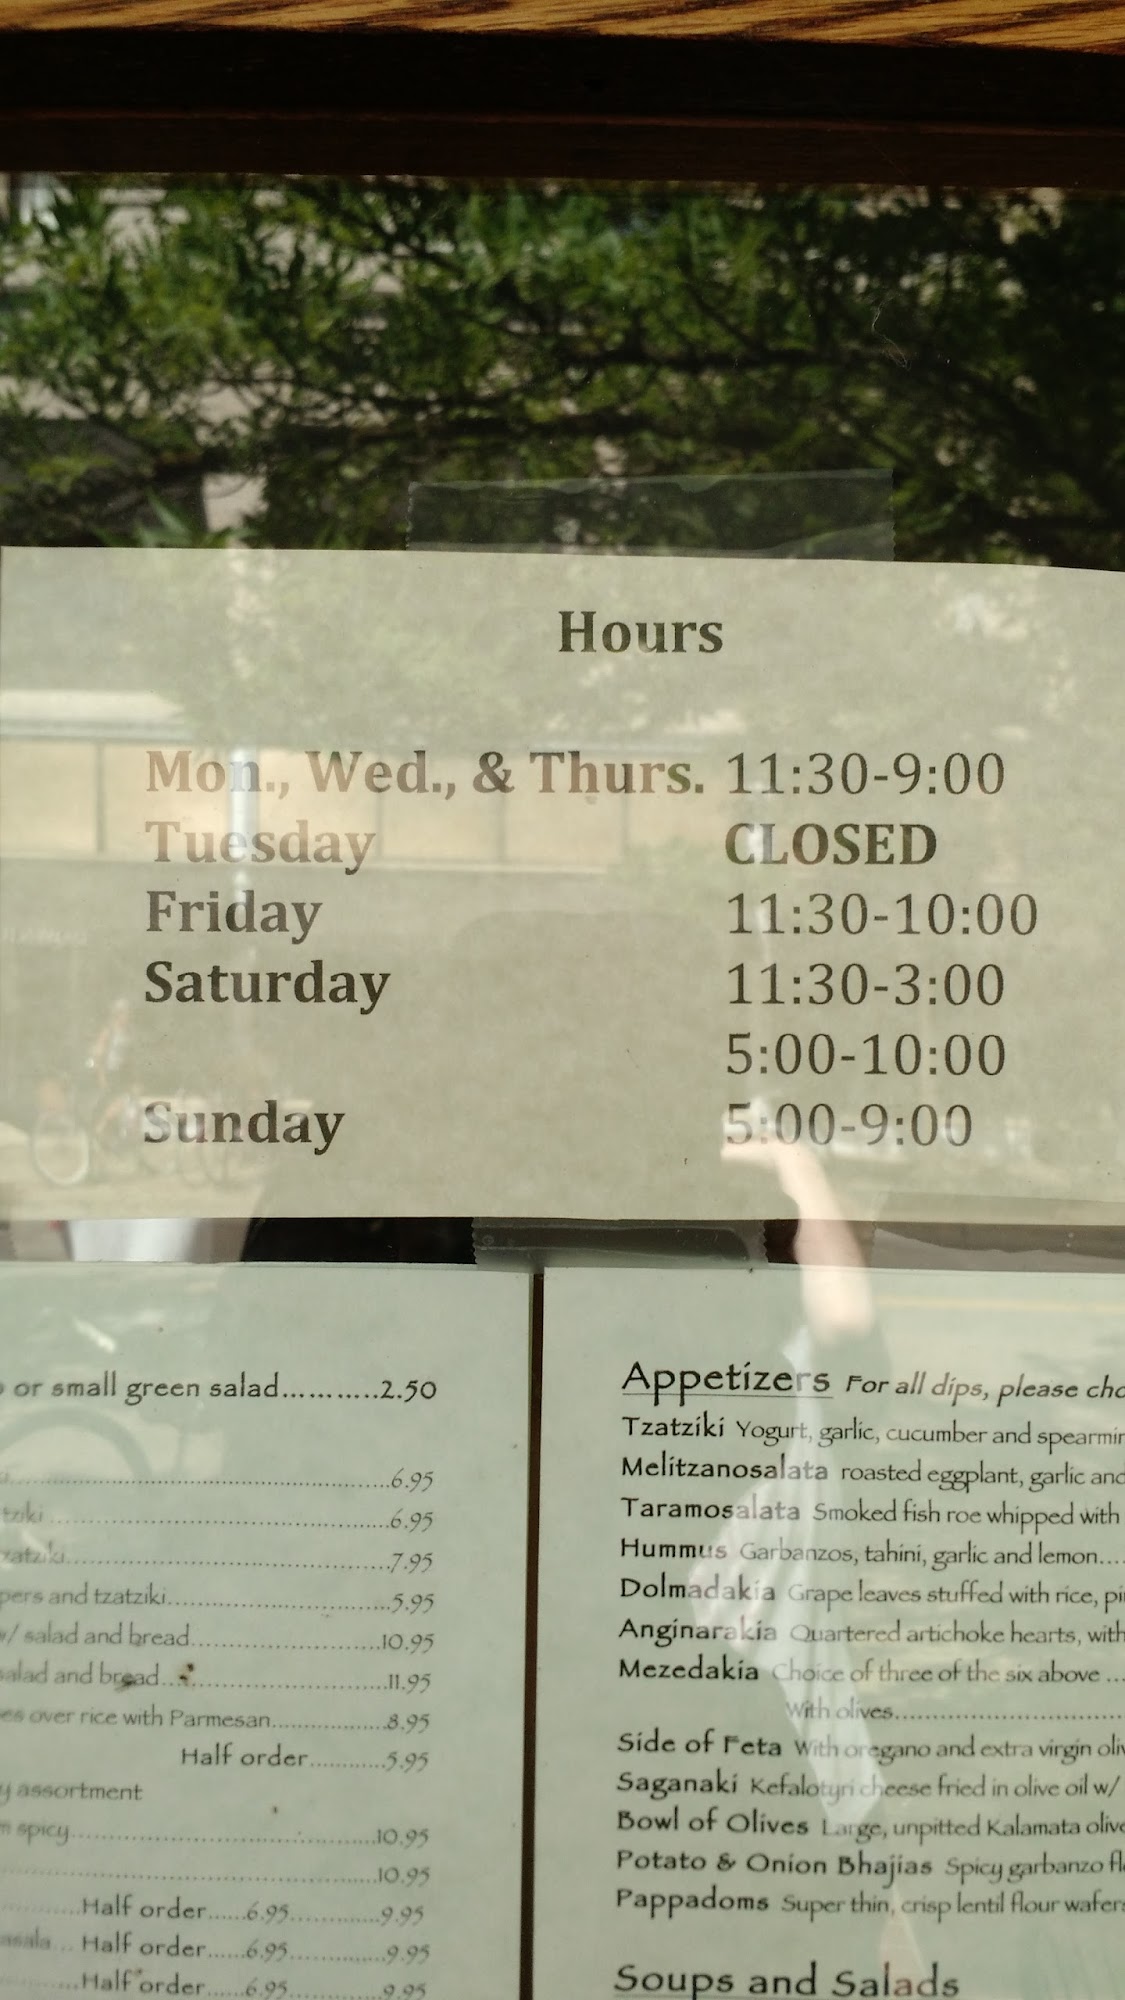 Hours
Mon., Wed., & Thurs. 11:30-9:00
Tuesday CLOSED
Friday 11:30-10:00
Saturday 11:30-3:00
5:00-10:00
Sunday 5:00-9:00
or small green salad...........2.50
6.95
tziki 6.95
7.95
and tzatziki 5.95
w/ salad and bread 10.95
salad and bread 11.95
over rice with Parmesan 8.95
Half order 5.95
assortment
spicy 10.95
10.95
Half order......6.95 9.95
Half order......6.95 9.95
Half order......6.95 9.95
Appetizers For all dips, please
Tzatziki Yogurt, garlic, cucumber and
Melitzanosalata roasted eggplant, garlic and
Taramosalata Smoked fish roe whipped with
Hummus Garbanzos, tahini, garlic and lemon....
Dolmadakia Grape leaves stuffed with rice,
Anginarakia Quartered artichoke hearts, with
Mezedakia Choice of three of the six above ...
With olives
Side of Feta With oregano and extra virgin
Saganaki Kefalotyri cheese fried in olive oil w/
Bowl of Olives Large, unpitted Kalamata
Potato & Onion Bhajias Spicy garbanzo
Pappadoms Super thin, crisp lentil flour
Soups and Salads